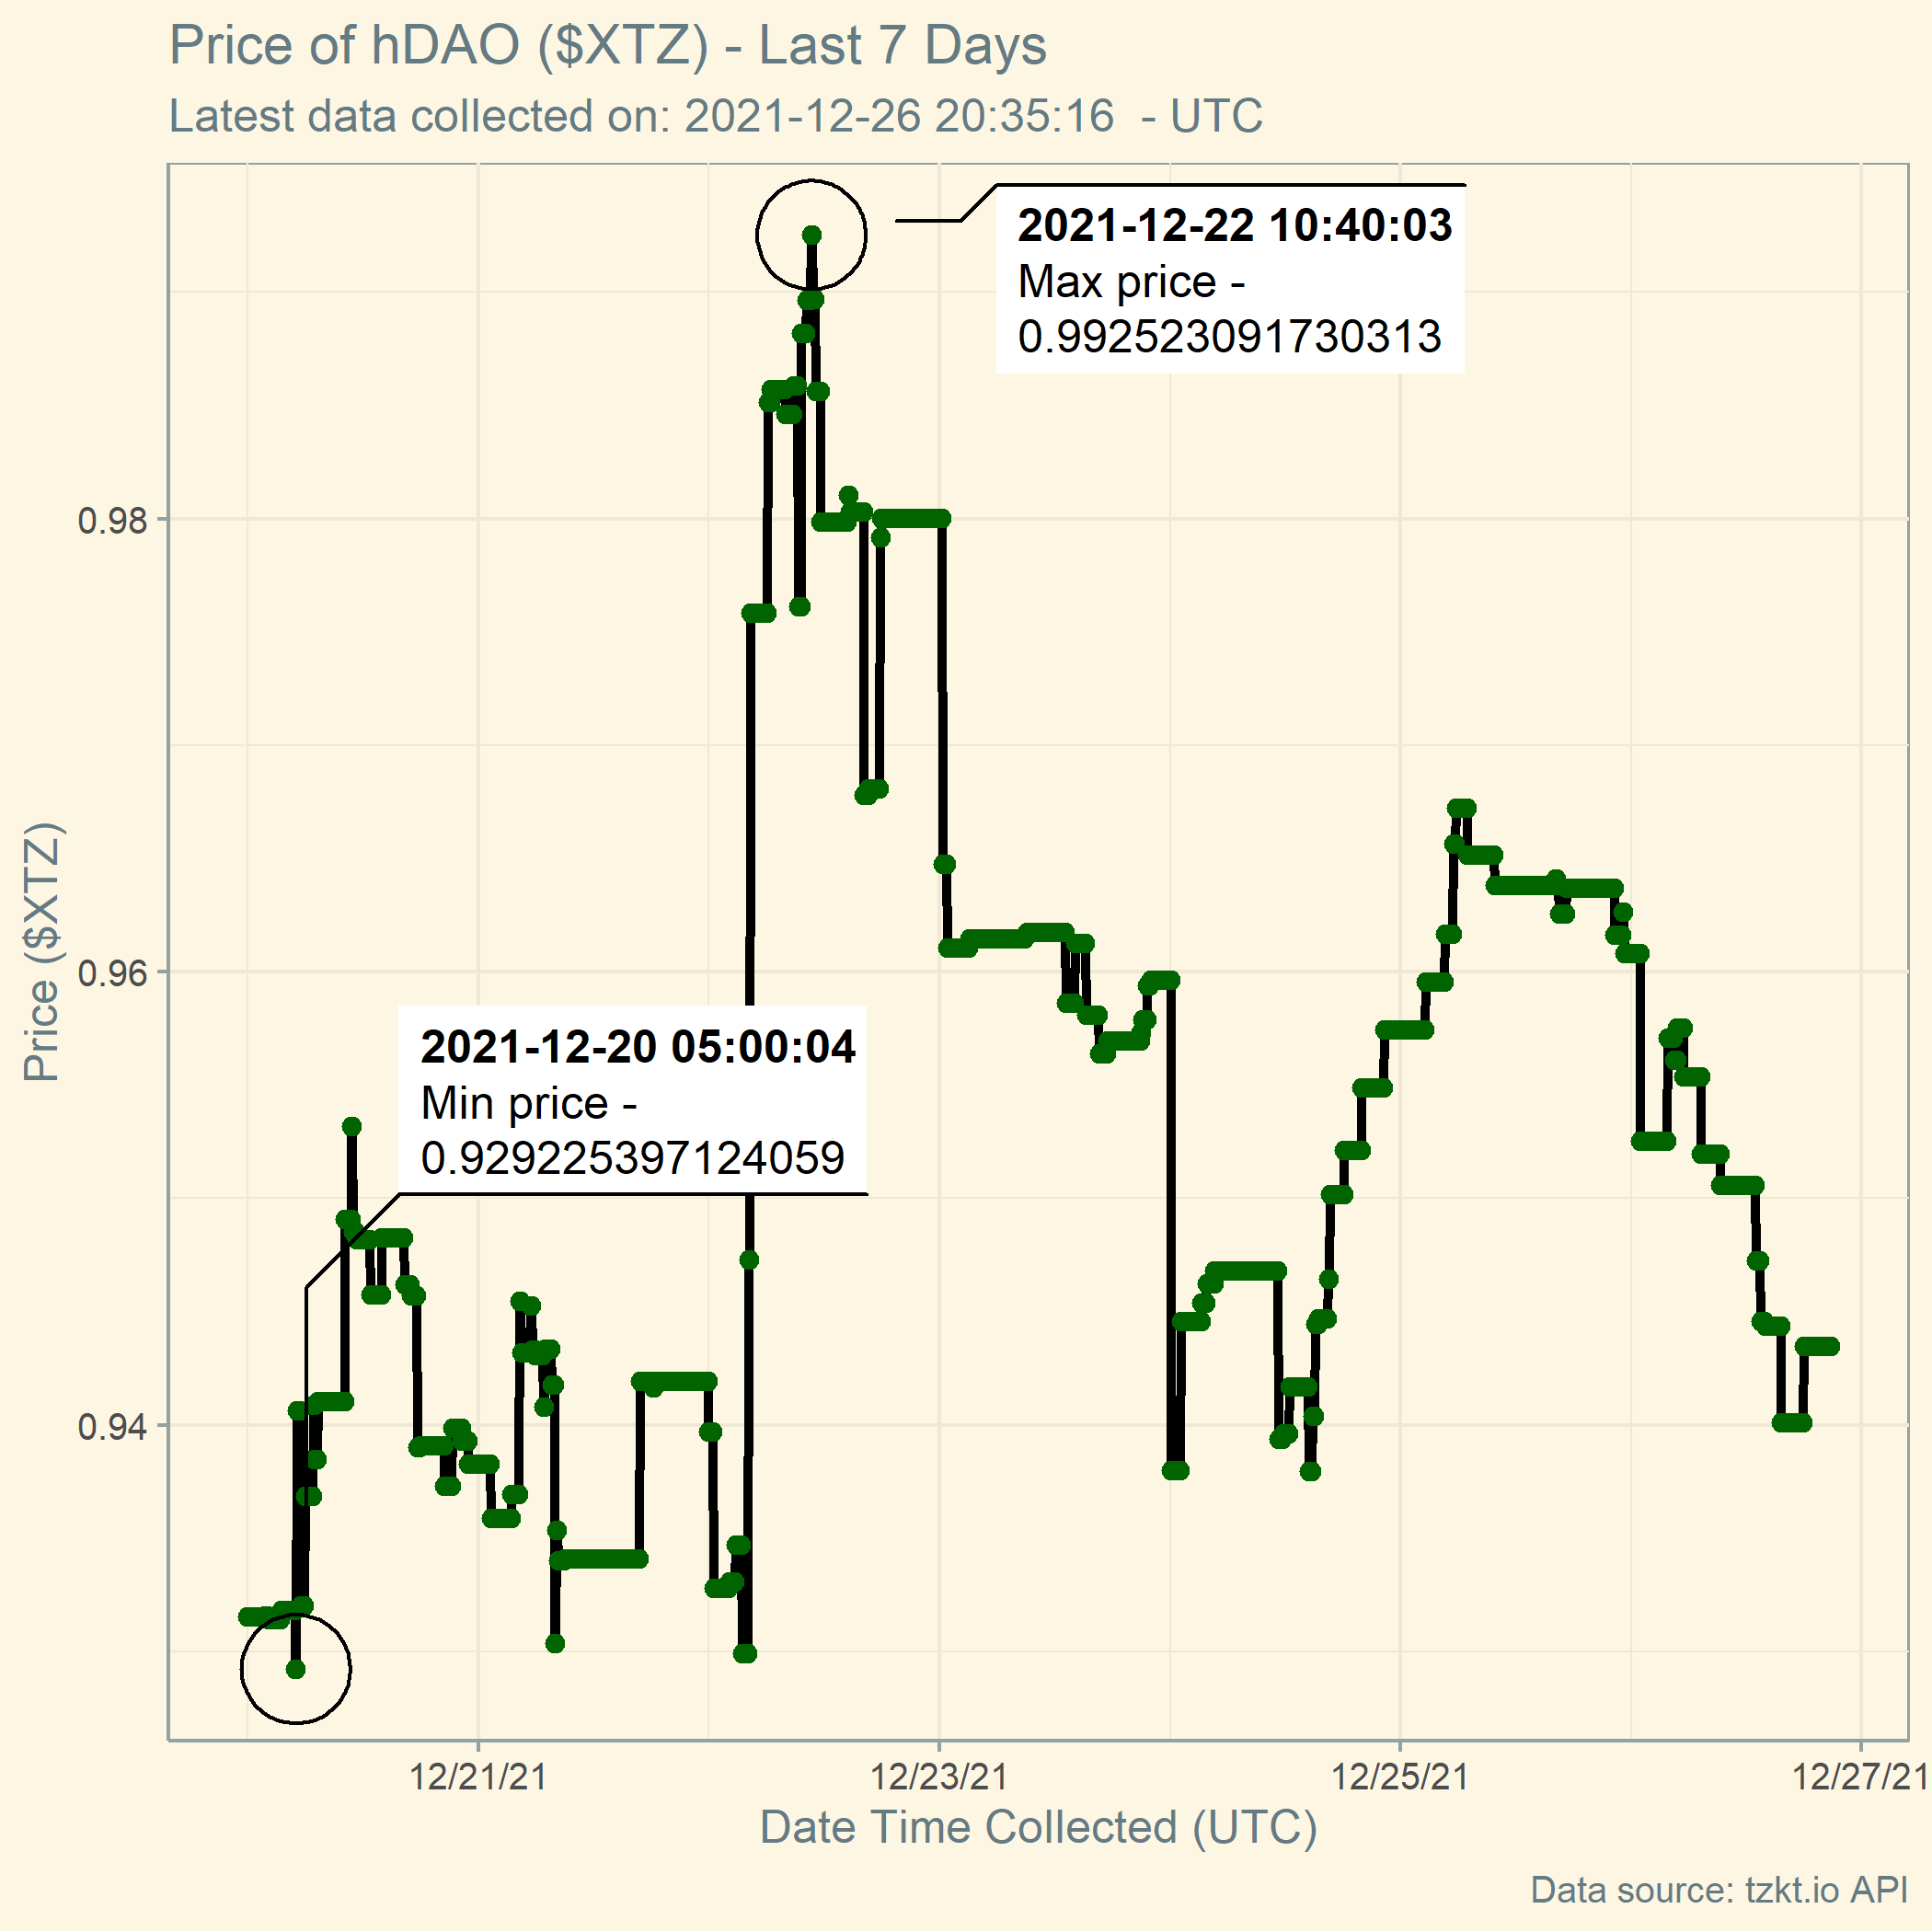 Price of hDAO ($XTZ) - Last 7 Days
Latest data collected on: 2021-12-26 20:35:16  - UTC
2021-12-22 10:40:03
Max price -
0.992523091730313
0.98
0.96
0.94
Price ($XTZ)
2021-12-20 05:00:04
Min price -
0.929225397124059
12/21/21
12/23/21
12/25/21
12/27/21
Date Time Collected (UTC)
Data source: tzkt.io API